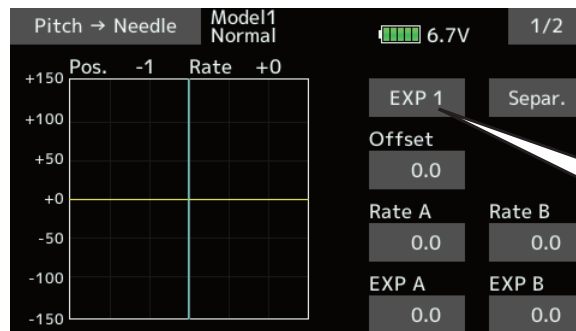 Pitch → Needle
Model1
Normal
6.7V
1/2
Pos. -1 Rate +0
+150
+100
+50
+0
-50
-100
-150
EXP 1
Separ.
Offset
0.0
Rate A Rate B
0.0 0.0
EXP A EXP B
0.0 0.0